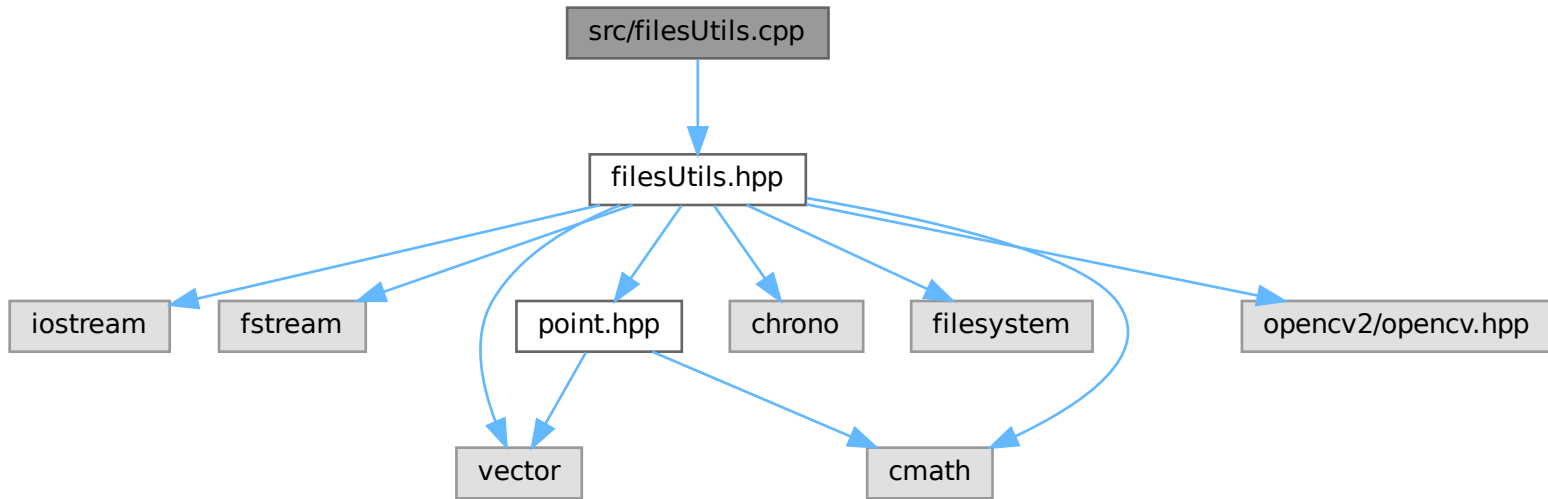 src/filesUtils.cpp
filesUtils.hpp
iostream
fstream
point.hpp
chrono
filesystem
opencv2/opencv.hpp
vector
cmath